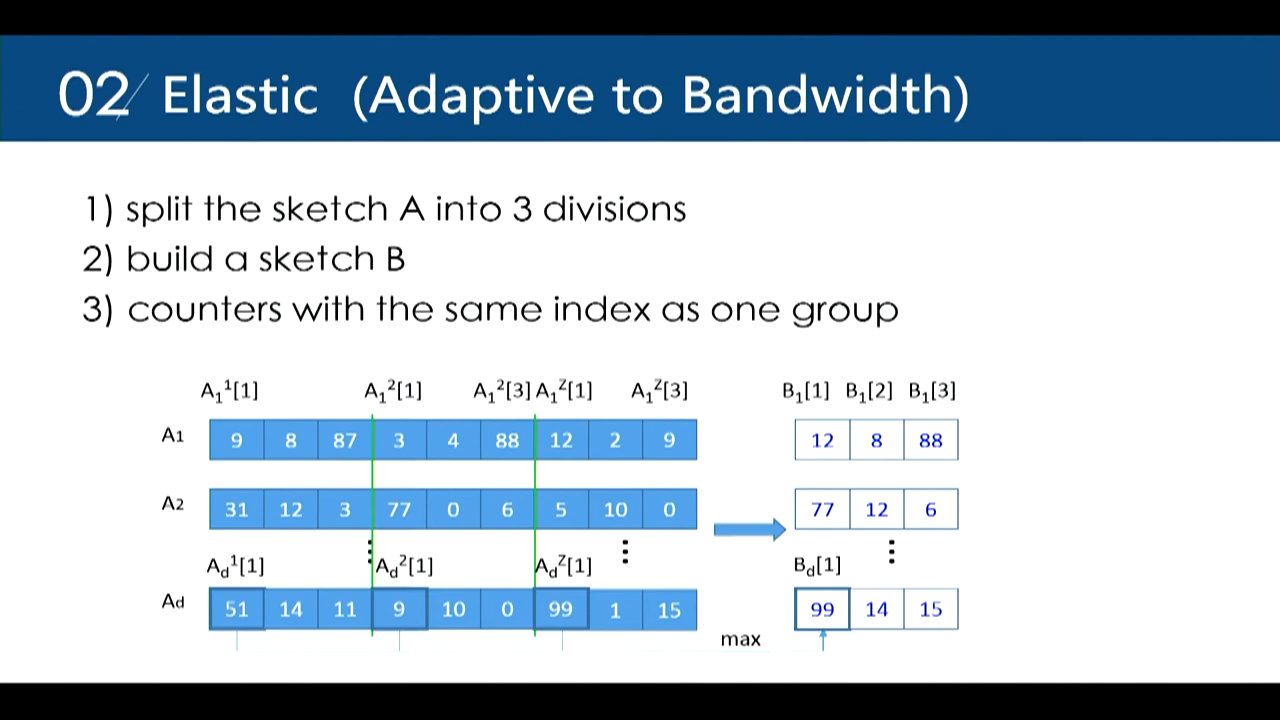 02 Elastic (Adaptive to Bandwidth)
1) split the sketch A into 3 divisions
2) build a sketch B
3) counters with the same index as one group
A₁¹[1] A₁²[1] A₁²[3] A₁ᶻ[1] A₁ᶻ[3] B₁[1] B₁[2] B₁[3]
A1 9 8 87 3 4 88 12 2 9 12 8 88
A2 31 12 3 77 0 6 5 10 0 77 12 6
A_d¹[1] A_d²[1] A_dᶻ[1] B_d[1]
Ad 51 14 11 9 10 0 99 1 15 99 14 15
max